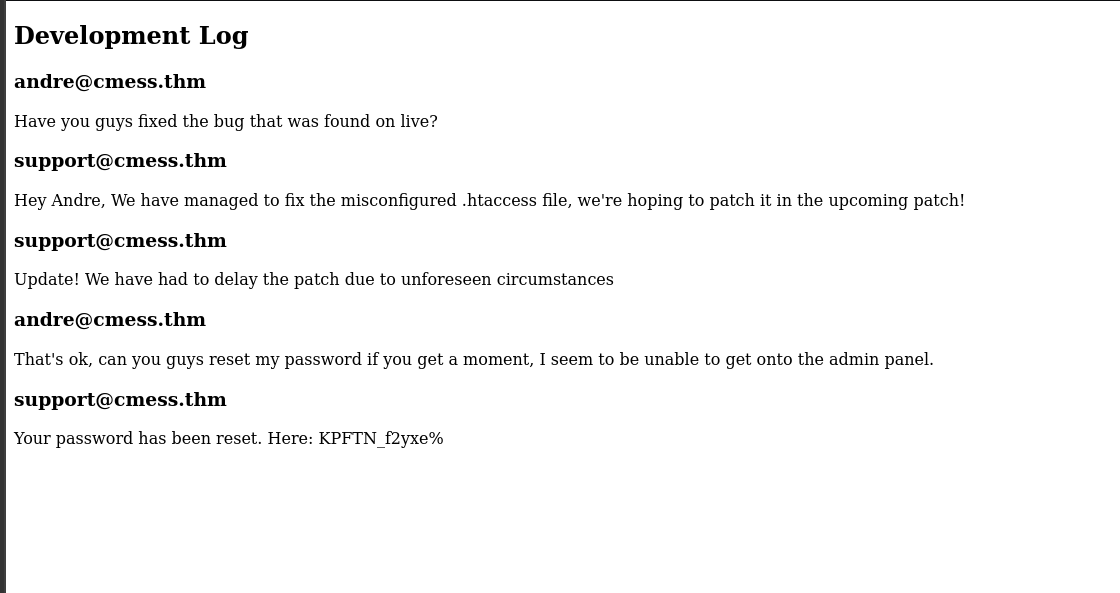 Development Log
andre@cmess.thm
Have you guys fixed the bug that was found on live?
support@cmess.thm
Hey Andre, We have managed to fix the misconfigured .htaccess file, we're hoping to patch it in the upcoming patch!
support@cmess.thm
Update! We have had to delay the patch due to unforeseen circumstances
andre@cmess.thm
That's ok, can you guys reset my password if you get a moment, I seem to be unable to get onto the admin panel.
support@cmess.thm
Your password has been reset. Here: KPFTN_f2yxe%